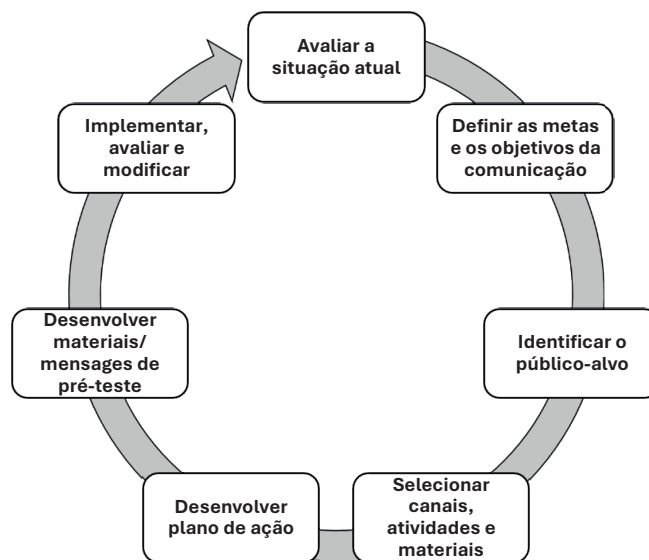 Avaliar a
situação atual
Definir as metas
e os objetivos da
comunicação
Identificar o
público-alvo
Selecionar
canais,
atividades e
materiais
Desenvolver
plano de ação
Desenvolver
materiais/
mensages de
pré-teste
Implementar,
avaliar e
modificar